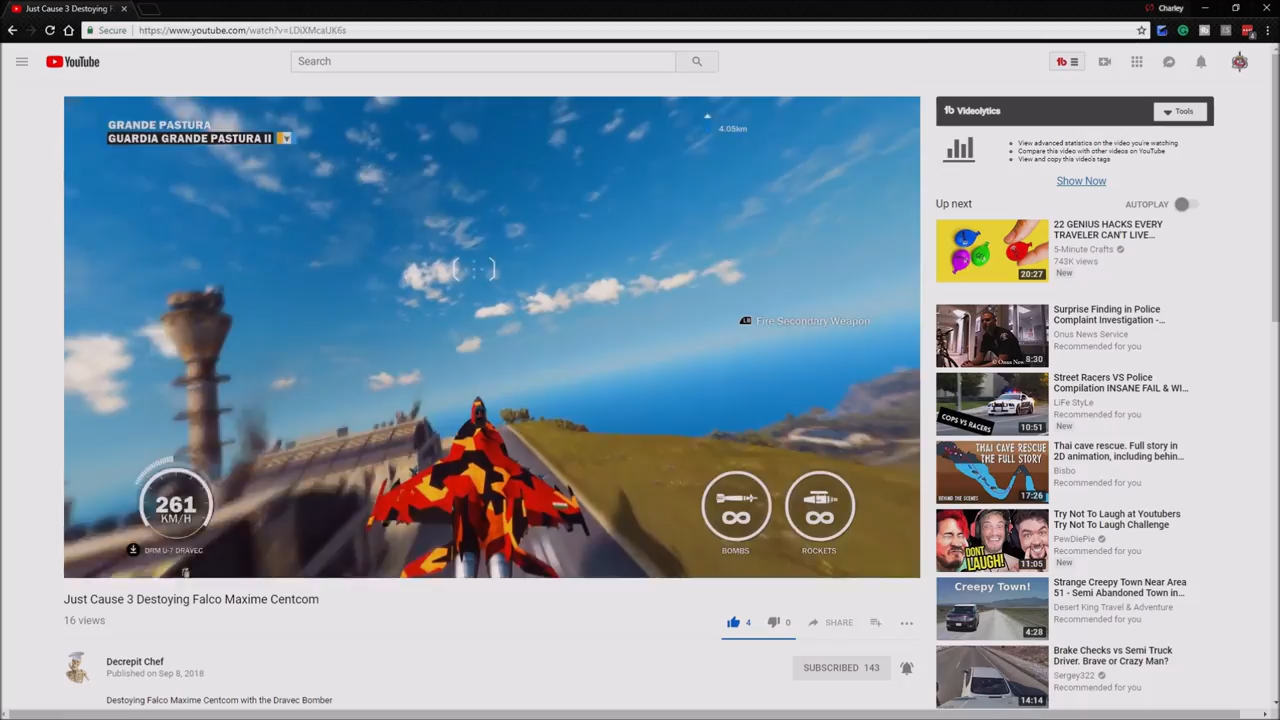 Just Cause 3 Destoying F
Charley
Secure
https://www.youtube.com/watch?v=LDiXMcaUK6s
YouTube
Search
GRANDE PASTURA
GUARDIA GRANDE PASTURA II
4.05km
Fire Secondary Weapon
261
KM/H
DRM U-7 DRAVEC
BOMBS
ROCKETS
Just Cause 3 Destoying Falco Maxime Centcom
16 views
4
0
SHARE
Decrepit Chef
Published on Sep 8, 2018
SUBSCRIBED 143
Destoying Falco Maxime Centcom with the Dravec Bomber
Videolytics
Tools
View advanced statistics on the video you're watching
Compare this video with other videos on YouTube
View and copy this video's tags
Show Now
Up next
AUTOPLAY
20:27
22 GENIUS HACKS EVERY
TRAVELER CAN'T LIVE...
5-Minute Crafts
743K views
New
© Onus News
8:30
Surprise Finding in Police
Complaint Investigation -...
Onus News Service
Recommended for you
COPS VS RACERS
10:51
Street Racers VS Police
Compilation INSANE FAIL & WI...
LiFe StyLe
Recommended for you
New
THAI CAVE RESCUE
THE FULL STORY
BEHIND THE SCENES
17:26
Thai cave rescue. Full story in
2D animation, including behin...
Bisbo
Recommended for you
DON'T
LAUGH!
11:05
Try Not To Laugh at Youtubers
Try Not To Laugh Challenge
PewDiePie
Recommended for you
New
Creepy Town!
4:28
Strange Creepy Town Near Area
51 - Semi Abandoned Town in...
Desert King Travel & Adventure
Recommended for you
14:14
Brake Checks vs Semi Truck
Driver. Brave or Crazy Man?
Sergey322
Recommended for you